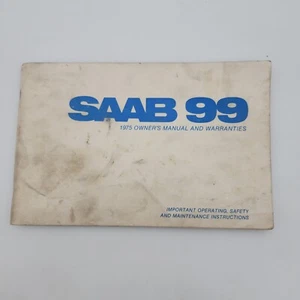 SAAB 99
1975 OWNER'S MANUAL AND WARRANTIES
IMPORTANT, OPERATING, SAFETY
AND MAINTENANCE INSTRUCTIONS